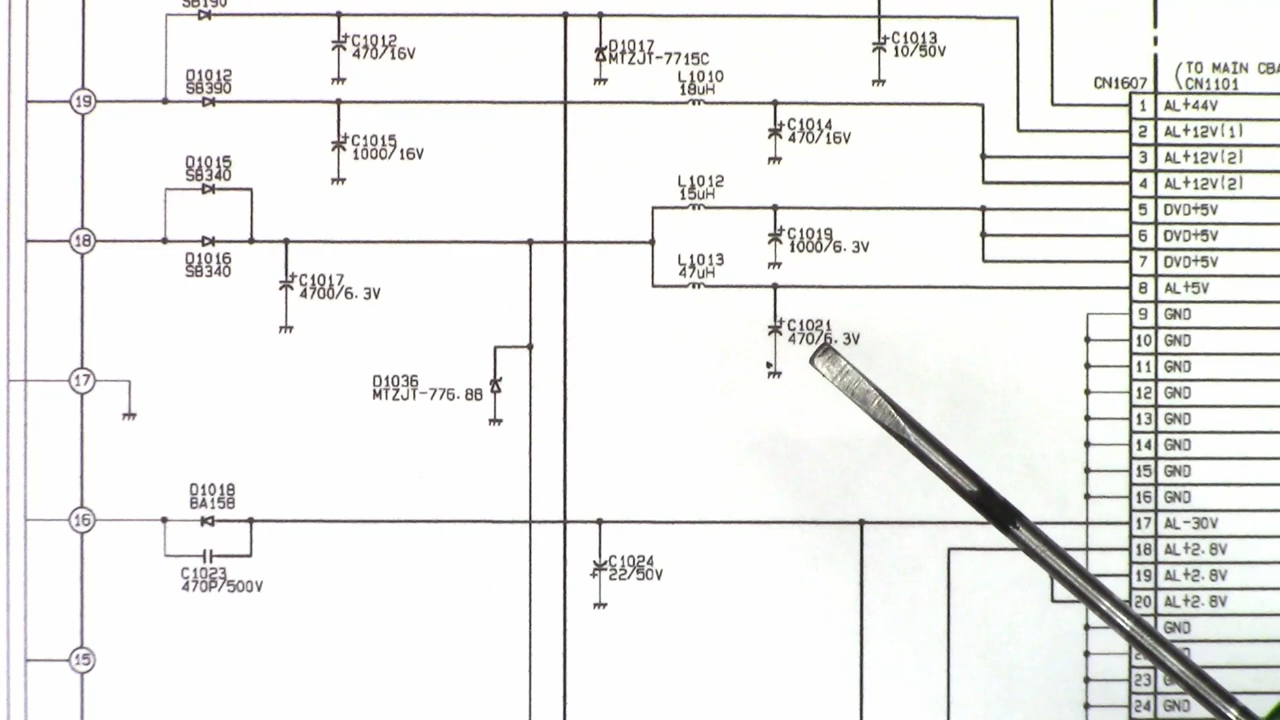 SB190
C1012
470/16V
D1017
MTZJT-7715C
C1013
10/50V
(TO MAIN CBA
CN1101
CN1607
19
D1012
SB390
L1010
18uH
C1014
470/16V
C1015
1000/16V
1 AL+44V
2 AL+12V(1)
3 AL+12V(2)
4 AL+12V(2)
5 DVD+5V
6 DVD+5V
7 DVD+5V
8 AL+5V
9 GND
10 GND
11 GND
12 GND
13 GND
14 GND
15 GND
16 GND
17 AL-30V
18 AL+2.8V
19 AL+2.8V
20 AL+2.8V
GND
23
24 GND
D1015
SB340
18
D1016
SB340
C1017
4700/6.3V
L1012
15uH
C1019
1000/6.3V
L1013
47uH
C1021
470/6.3V
17
D1036
MTZJT-776.8B
16
D1018
BA158
C1023
470P/500V
C1024
22/50V
15